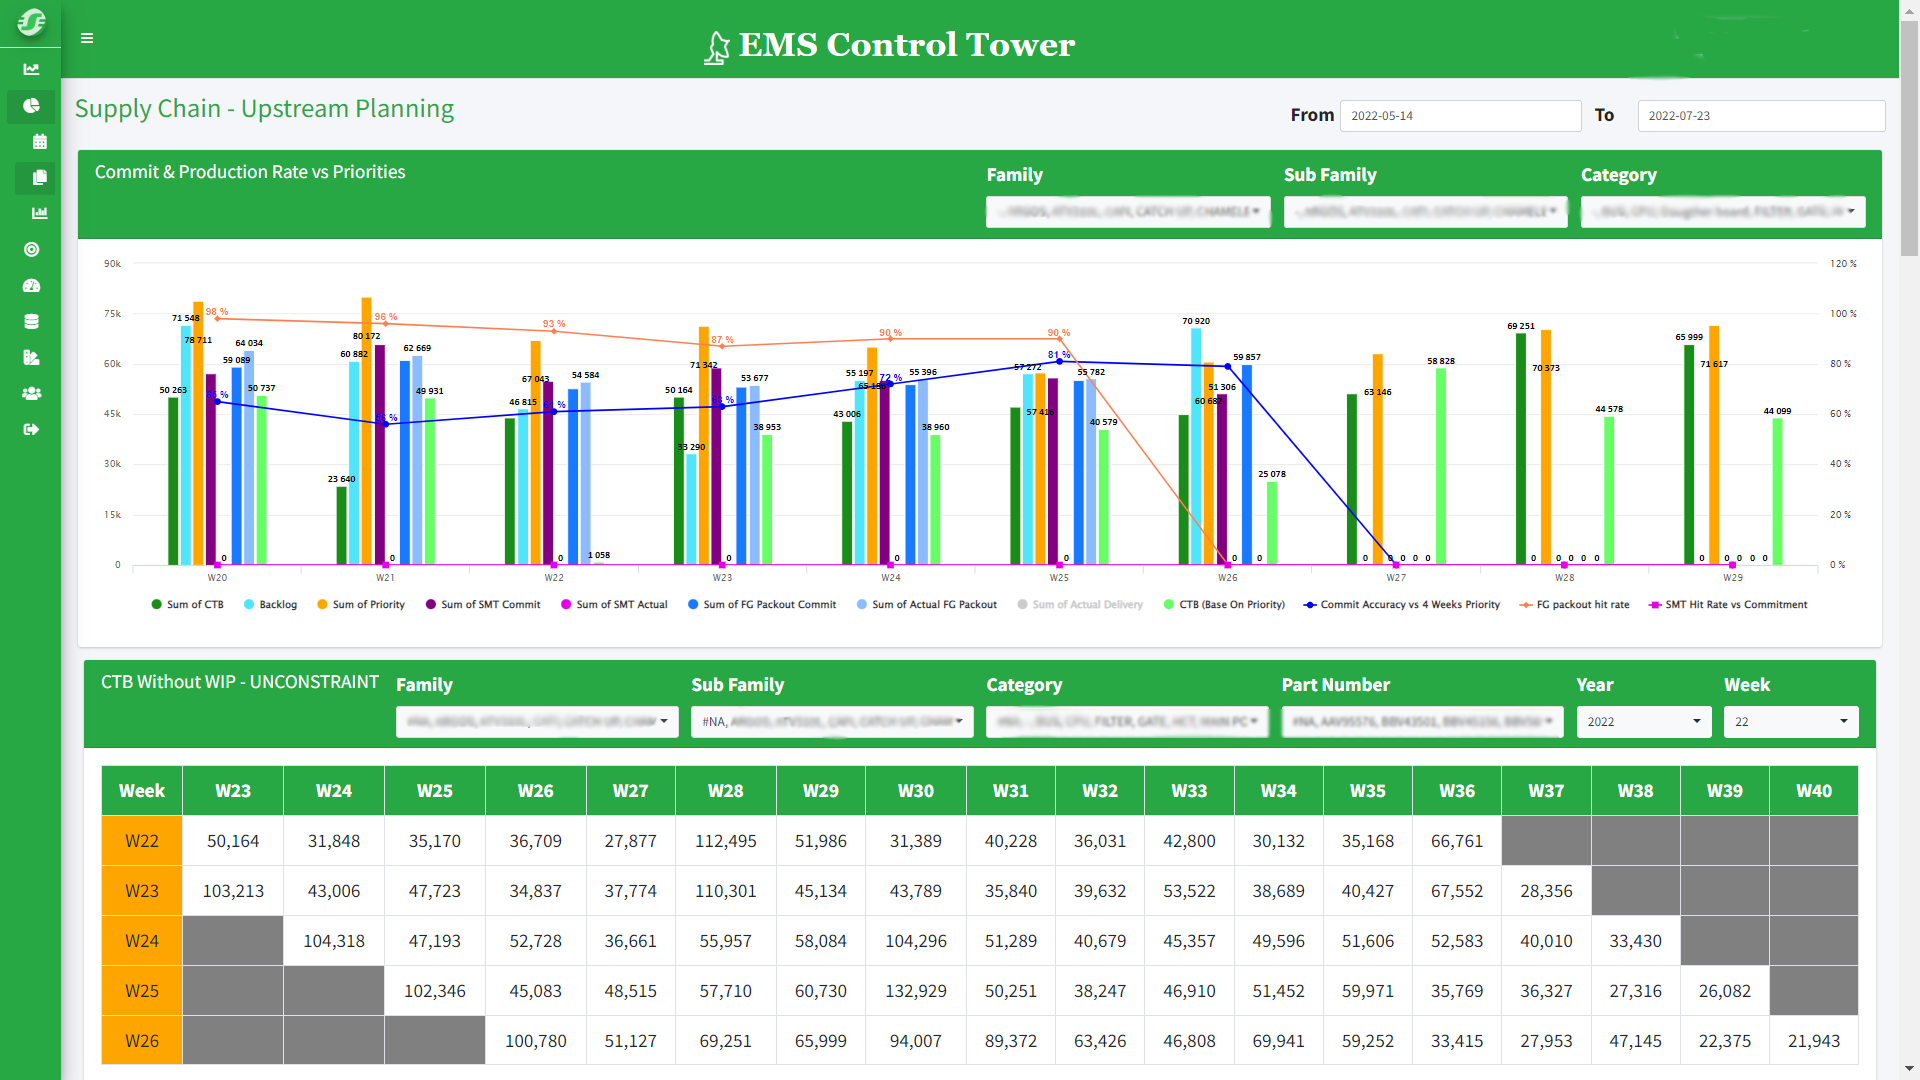 EMS Control Tower
Supply Chain - Upstream Planning
From 2022-05-14 To 2022-07-23
Commit & Production Rate vs Priorities
Family Sub Family Category
90k 120 %
75k 100 %
60k 80 %
45k 60 %
30k 40 %
15k 20 %
0 0 %
50 263 71 548 78 711 98 % 59 089 64 034 50 737 0
23 640 60 882 80 172 96 % 62 669 49 931 0
46 815 67 043 93 % 54 584 0 1 058
50 164 33 290 71 342 87 % 53 677 38 953 0
43 006 55 197 90 % 72 % 55 396 38 960 0
57 272 57 416 90 % 81 % 55 782 40 579 0
70 920 60 682 51 306 59 857 0 0 25 078
0 63 146 0 0 0 0 58 828
69 251 0 70 373 0 0 0 0 44 578
65 999 0 71 617 0 0 0 0 44 099
W20 W21 W22 W23 W24 W25 W26 W27 W28 W29
Sum of CTB Backlog Sum of Priority Sum of SMT Commit Sum of SMT Actual Sum of FG Packout Commit Sum of Actual FG Packout Sum of Actual Delivery CTB (Base On Priority) Commit Accuracy vs 4 Weeks Priority FG packout hit rate SMT Hit Rate vs Commitment
CTB Without WIP - UNCONSTRAINT Family Sub Family Category Part Number Year Week
#NA, 2022 22
Week W23 W24 W25 W26 W27 W28 W29 W30 W31 W32 W33 W34 W35 W36 W37 W38 W39 W40
W22 50,164 31,848 35,170 36,709 27,877 112,495 51,986 31,389 40,228 36,031 42,800 30,132 35,168 66,761
W23 103,213 43,006 47,723 34,837 37,774 110,301 45,134 43,789 35,840 39,632 53,522 38,689 40,427 67,552 28,356
W24 104,318 47,193 52,728 36,661 55,957 58,084 104,296 51,289 40,679 45,357 49,596 51,606 52,583 40,010 33,430
W25 102,346 45,083 48,515 57,710 60,730 132,929 50,251 38,247 46,910 51,452 59,971 35,769 36,327 27,316 26,082
W26 100,780 51,127 69,251 65,999 94,007 89,372 63,426 46,808 69,941 59,252 33,415 27,953 47,145 22,375 21,943